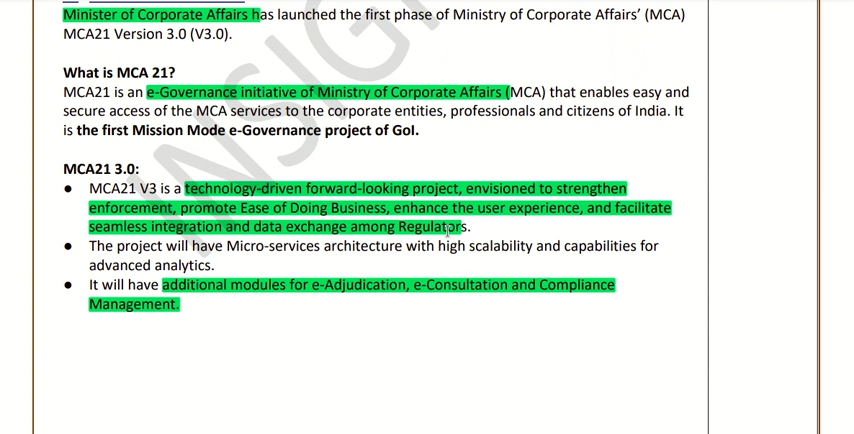 Minister of Corporate Affairs has launched the first phase of Ministry of Corporate Affairs’ (MCA)
MCA21 Version 3.0 (V3.0).
What is MCA 21?
MCA21 is an e-Governance initiative of Ministry of Corporate Affairs (MCA) that enables easy and
secure access of the MCA services to the corporate entities, professionals and citizens of India. It
is the first Mission Mode e-Governance project of GoI.
MCA21 3.0:
● MCA21 V3 is a technology-driven forward-looking project, envisioned to strengthen
enforcement, promote Ease of Doing Business, enhance the user experience, and facilitate
seamless integration and data exchange among Regulators.
● The project will have Micro-services architecture with high scalability and capabilities for
advanced analytics.
● It will have additional modules for e-Adjudication, e-Consultation and Compliance
Management.
INSIG